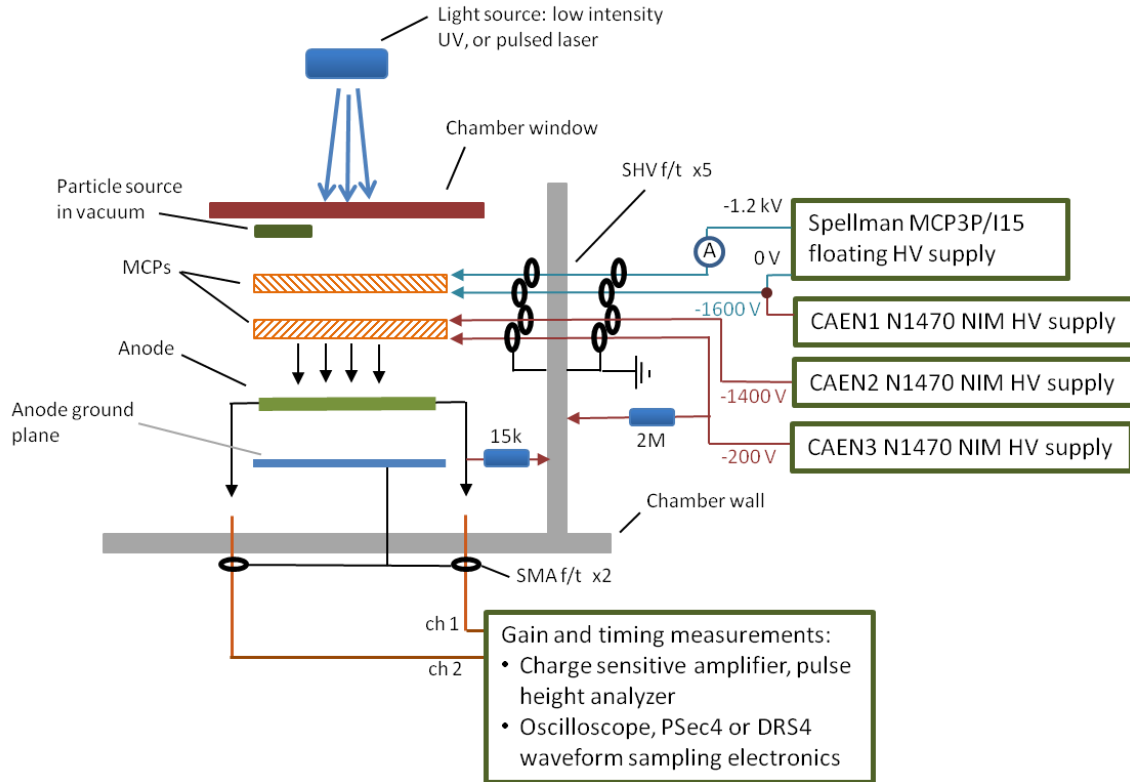 Light source: low intensity
UV, or pulsed laser
Chamber window
SHV f/t x5
Particle source
in vacuum
-1.2 kV
Spellman MCP3P/I15
floating HV supply
A
0 V
MCPs
-1600 V
CAEN1 N1470 NIM HV supply
Anode
CAEN2 N1470 NIM HV supply
-1400 V
Anode ground
plane
15k
2M
CAEN3 N1470 NIM HV supply
-200 V
Chamber wall
SMA f/t x2
ch 1
ch 2
Gain and timing measurements:
• Charge sensitive amplifier, pulse
height analyzer
• Oscilloscope, PSec4 or DRS4
waveform sampling electronics